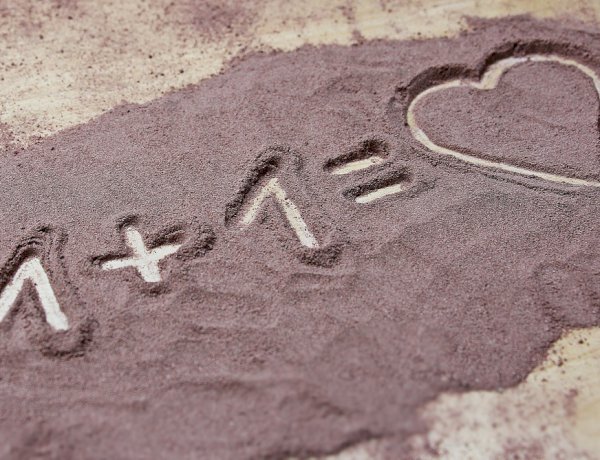 1 + 1 = ♡